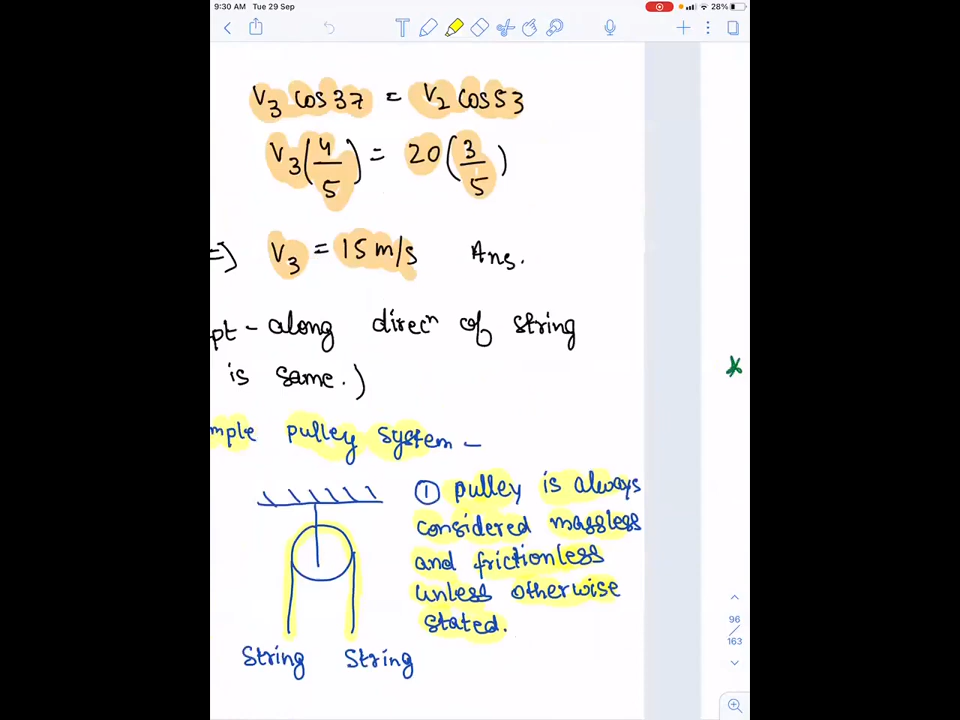 9:30 AM Tue 29 Sep
28%
V3 cos 37 = V2 cos 53
V3(4/5) = 20(3/5)
=> V3 = 15 m/s Ans.
pt - along direcn of string
is same.)
mple pulley system -
① pulley is always
considered massless
and frictionless
unless otherwise
stated.
String String
96
/
163